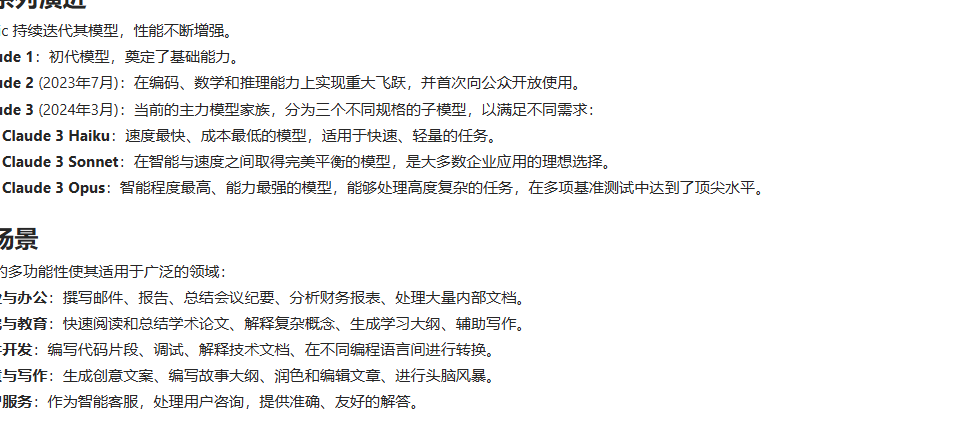 系列演进
ic 持续迭代其模型，性能不断增强。
ude 1：初代模型，奠定了基础能力。
ude 2 (2023年7月)：在编码、数学和推理能力上实现重大飞跃，并首次向公众开放使用。
ude 3 (2024年3月)：当前的主力模型家族，分为三个不同规格的子模型，以满足不同需求：
Claude 3 Haiku：速度最快、成本最低的模型，适用于快速、轻量的任务。
Claude 3 Sonnet：在智能与速度之间取得完美平衡的模型，是大多数企业应用的理想选择。
Claude 3 Opus：智能程度最高、能力最强的模型，能够处理高度复杂的任务，在多项基准测试中达到了顶尖水平。
场景
的多功能性使其适用于广泛的领域：
与办公：撰写邮件、报告、总结会议纪要、分析财务报表、处理大量内部文档。
与教育：快速阅读和总结学术论文、解释复杂概念、生成学习大纲、辅助写作。
开发：编写代码片段、调试、解释技术文档、在不同编程语言间进行转换。
与写作：生成创意文案、编写故事大纲、润色和编辑文章、进行头脑风暴。
服务：作为智能客服，处理用户咨询，提供准确、友好的解答。